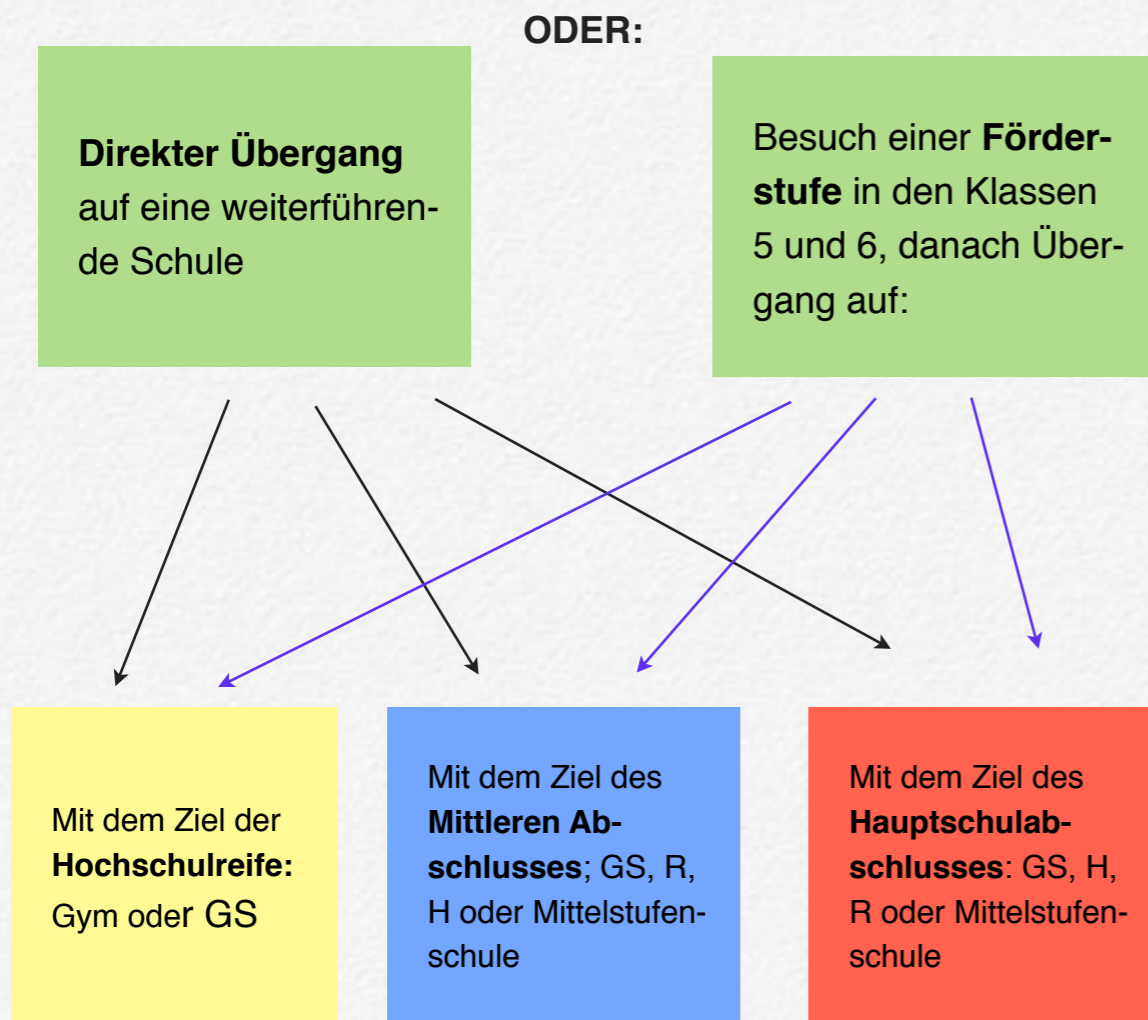 ODER:
Direkter Übergang
auf eine weiterführen-
de Schule
Besuch einer Förder-
stufe in den Klassen
5 und 6, danach Über-
gang auf:
Mit dem Ziel der
Hochschulreife:
Gym oder GS
Mit dem Ziel des
Mittleren Ab-
schlusses; GS, R,
H oder Mittelstufen-
schule
Mit dem Ziel des
Hauptschulab-
schlusses: GS, H,
R oder Mittelstufen-
schule